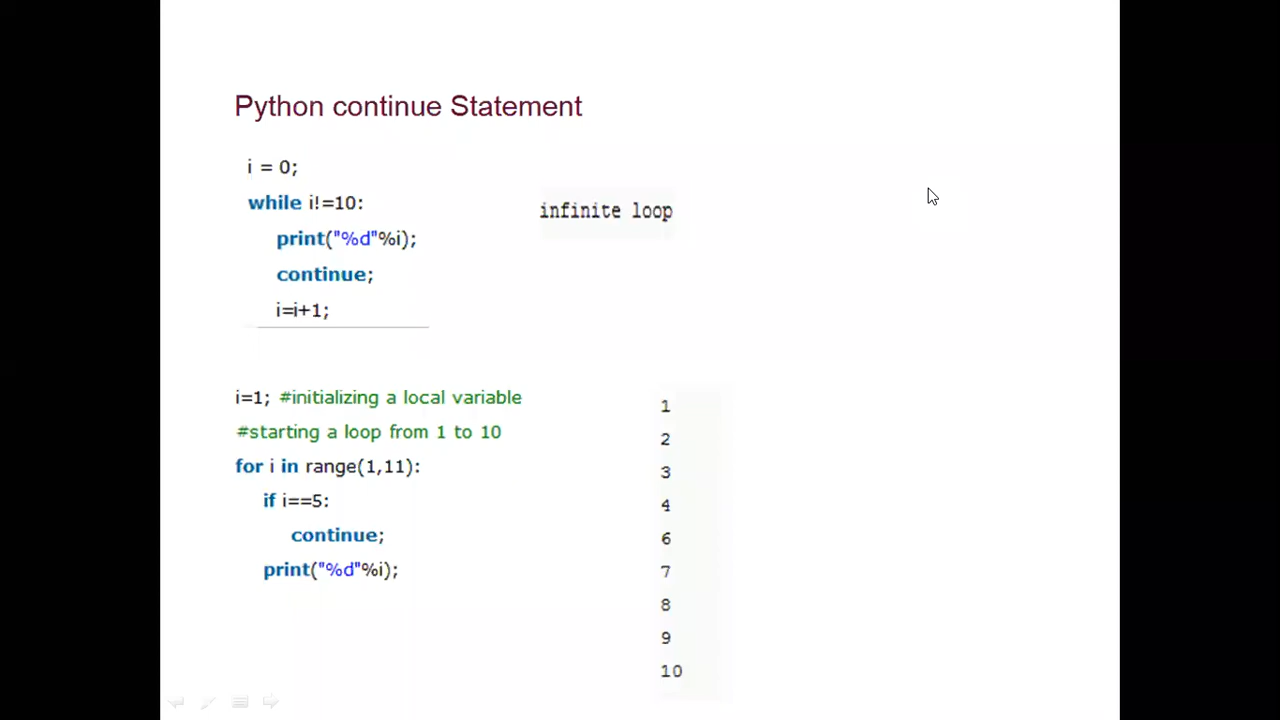 Python continue Statement
i = 0;
while i!=10:
print("%d"%i);
continue;
i=i+1;
infinite loop
i=1; #initializing a local variable
#starting a loop from 1 to 10
for i in range(1,11):
if i==5:
continue;
print("%d"%i);
1
2
3
4
6
7
8
9
10